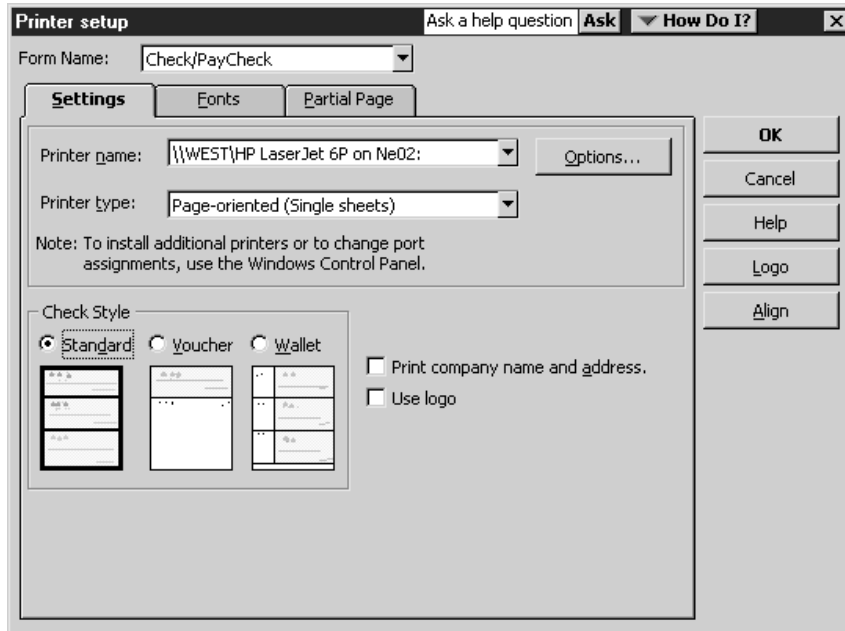 Printer setup
Ask a help question Ask How Do I?
Form Name: Check/PayCheck
Settings Fonts Partial Page
Printer name: \\WEST\HP LaserJet 6P on Ne02:
Options...
Printer type: Page-oriented (Single sheets)
Note: To install additional printers or to change port
assignments, use the Windows Control Panel.
Check Style
Standard Voucher Wallet
Print company name and address.
Use logo
OK
Cancel
Help
Logo
Align